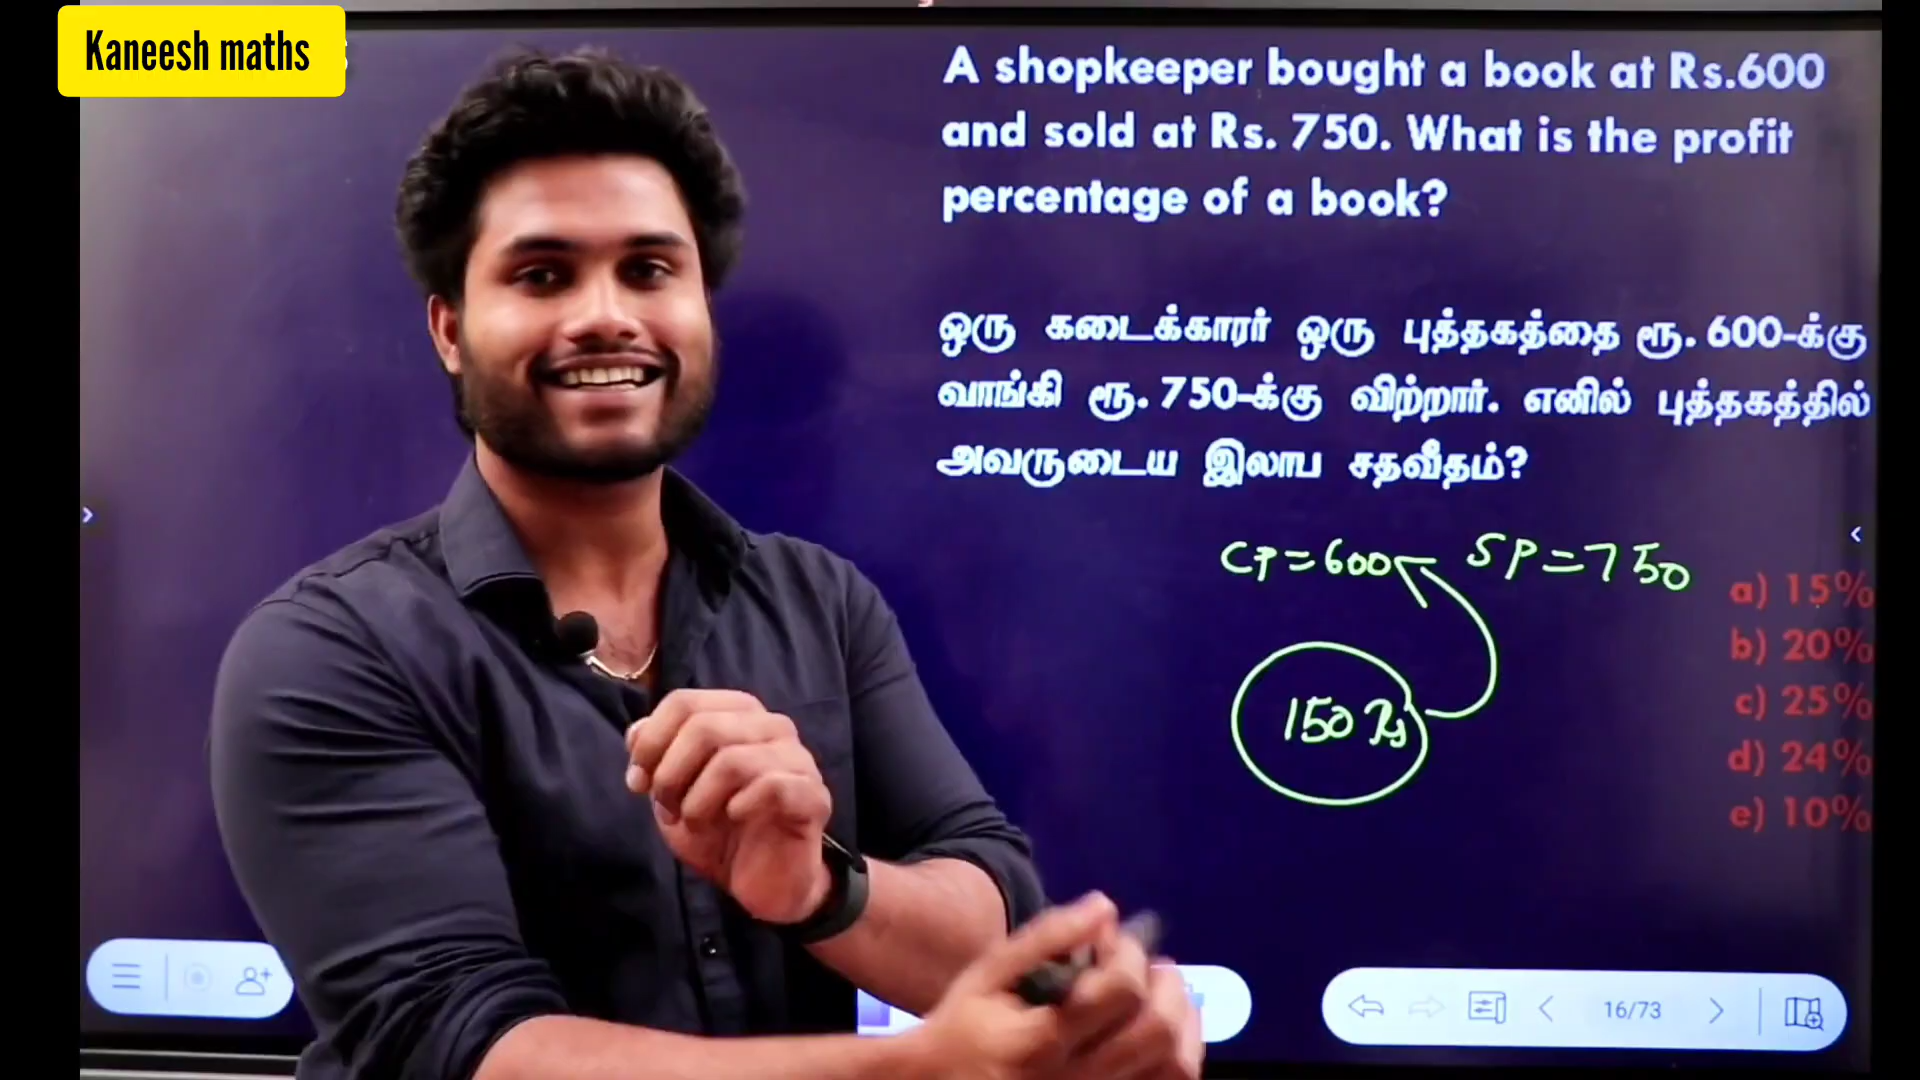 Kaneesh maths
A shopkeeper bought a book at Rs.600
and sold at Rs. 750. What is the profit
percentage of a book?
ஒரு கடைக்காரர் ஒரு புத்தகத்தை ரூ. 600-க்கு
வாங்கி ரூ. 750-க்கு விற்றார். எனில் புத்தகத்தில்
அவருடைய இலாப சதவீதம்?
CP = 600 SP = 750
150 Rs
a) 15%
b) 20%
c) 25%
d) 24%
e) 10%
16/73